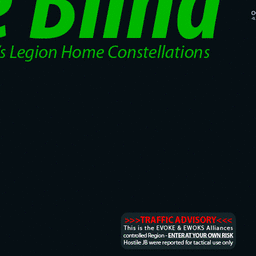 e Blind
's Legion Home Constellations
>>>TRAFFIC ADVISORY<<<
This is the EVOKE & EWOKS Alliances
controlled Region - ENTER AT YOUR OWN RISK
Hostile JB were reported for tactical use only